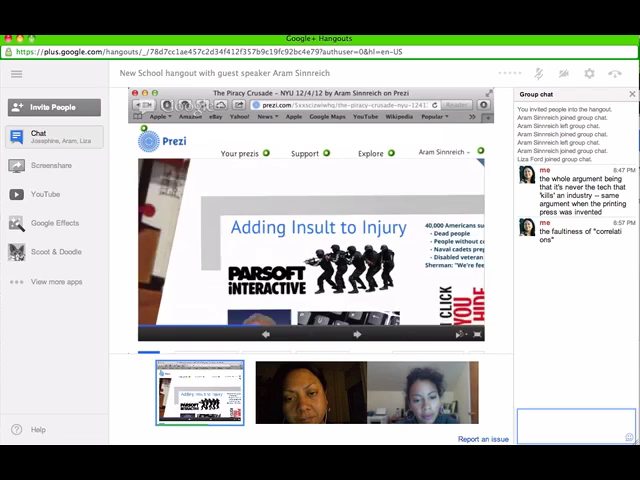 Google+ Hangouts
https://plus.google.com/hangouts/_/78d7cc1ae457c2d34f412f357b9c19fc92bc4e79?authuser=0&hl=en-US
New School hangout with guest speaker Aram Sinnreich
Invite People
Chat
Josephine, Aram, Liza
Screenshare
YouTube
Google Effects
Scoot & Doodle
View more apps
Help
The Piracy Crusade – NYU 12/4/12 by Aram Sinnreich on Prezi
Reader
Apple Yahoo! Google Maps YouTube Wikipedia Popular
Prezi
Your prezis
Support
Explore
Aram Sinnreich
Adding Insult to Injury
PARSOFT
INTERACTIVE
40,000 Americans su
- Dead people
- People without c
- Naval cadets prep
- Disabled veteran
Sherman: "We're fe
I CLICK
YOU
HIDE
Prezi
Adding Insult to Injury
Report an issue
Group chat
You invited people into the hangout.
Aram Sinnreich joined group chat.
Aram Sinnreich left group chat.
Aram Sinnreich joined group chat.
Aram Sinnreich left group chat.
Aram Sinnreich joined group chat.
Liza Ford joined group chat.
me 8:47 PM
the whole argument being
that it's never the tech that
'kills' an industry -- same
argument when the printing
press was invented
me 8:57 PM
the faultiness of "correlati
ons"